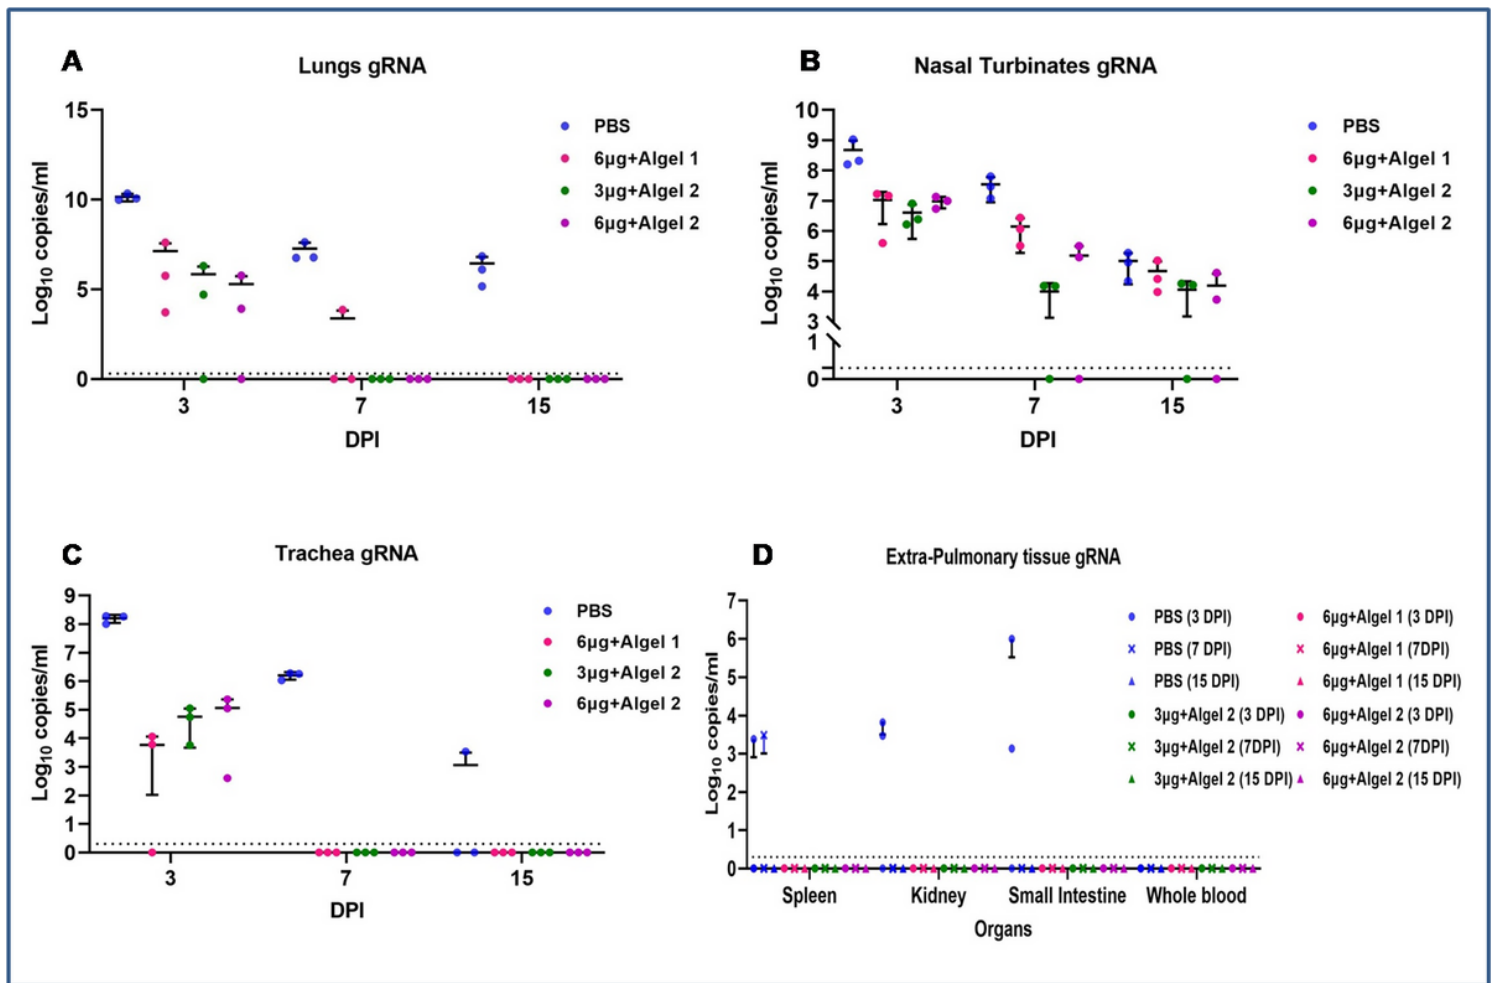 A
Lungs gRNA
Log10 copies/ml
15
10
5
0
3
7
15
DPI
PBS
6µg+Algel 1
3µg+Algel 2
6µg+Algel 2
B
Nasal Turbinates gRNA
Log10 copies/ml
10
9
8
7
6
5
4
3
1
0
3
7
15
DPI
PBS
6µg+Algel 1
3µg+Algel 2
6µg+Algel 2
C
Trachea gRNA
Log10 copies/ml
9
8
7
6
5
4
3
2
1
0
3
7
15
DPI
PBS
6µg+Algel 1
3µg+Algel 2
6µg+Algel 2
D
Extra-Pulmonary tissue gRNA
Log10 copies/ml
7
6
5
4
3
2
1
0
Spleen
Kidney
Small Intestine
Whole blood
Organs
PBS (3 DPI)
PBS (7 DPI)
PBS (15 DPI)
3µg+Algel 2 (3 DPI)
3µg+Algel 2 (7DPI)
3µg+Algel 2 (15 DPI)
6µg+Algel 1 (3 DPI)
6µg+Algel 1 (7DPI)
6µg+Algel 1 (15 DPI)
6µg+Algel 2 (3 DPI)
6µg+Algel 2 (7DPI)
6µg+Algel 2 (15 DPI)